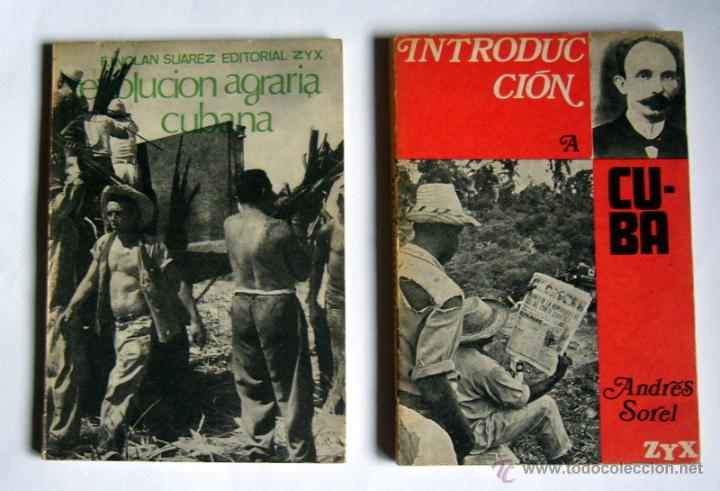 F. NOLAN SUAREZ EDITORIAL ZYX
revolucion agraria
cubana
INTRODUC
CIÓN
A
CU-
BA
Andrés
Sorel
ZYX
www.todocoleccion.net